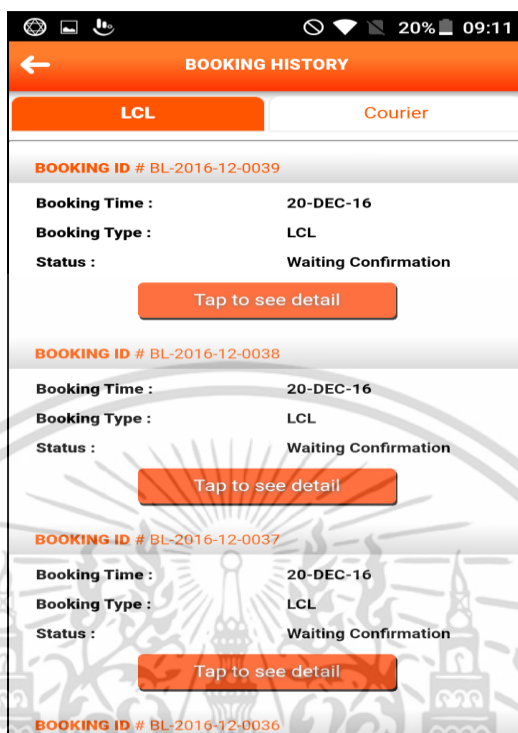 20% 09:11
BOOKING HISTORY
LCL Courier
BOOKING ID # BL-2016-12-0039
Booking Time : 20-DEC-16
Booking Type : LCL
Status : Waiting Confirmation
Tap to see detail
BOOKING ID # BL-2016-12-0038
Booking Time : 20-DEC-16
Booking Type : LCL
Status : Waiting Confirmation
Tap to see detail
BOOKING ID # BL-2016-12-0037
Booking Time : 20-DEC-16
Booking Type : LCL
Status : Waiting Confirmation
Tap to see detail
BOOKING ID # BL-2016-12-0036